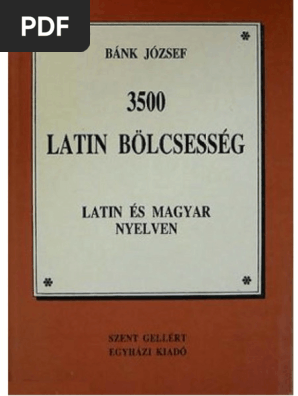 PDF
BÁNK JÓZSEF
3500
LATIN BÖLCSESSÉG
LATIN ÉS MAGYAR
NYELVEN
SZENT GELLÉRT
EGYHÁZI KIADÓ